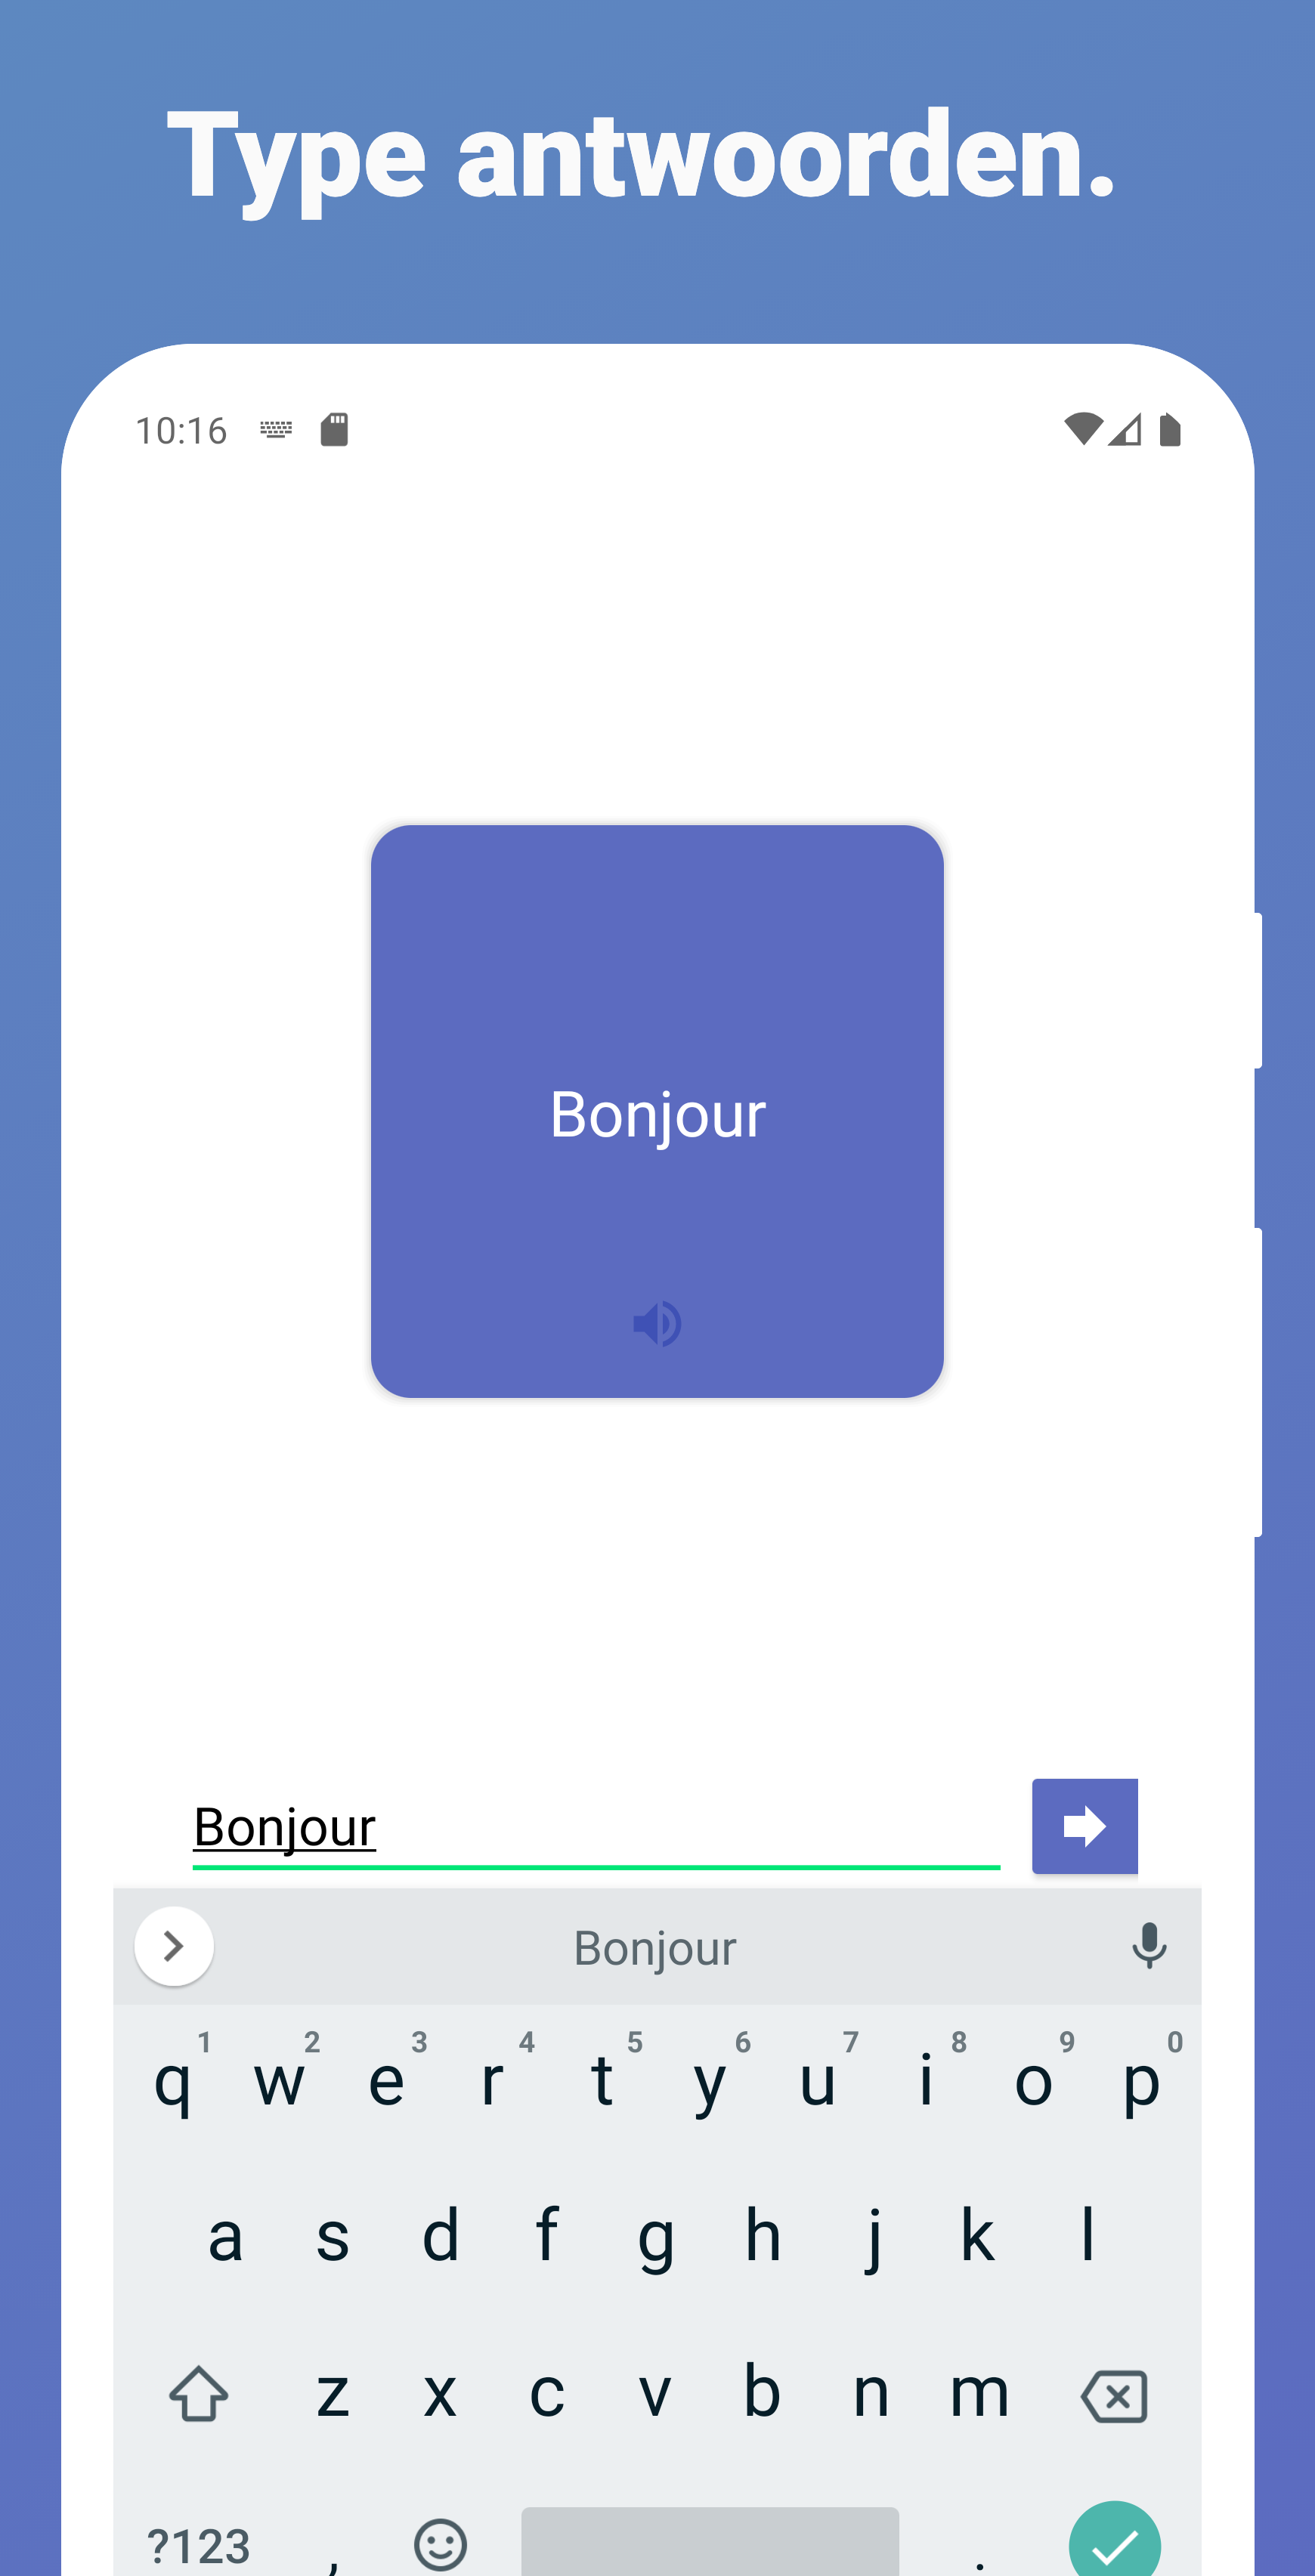 Type antwoorden.
10:16
Bonjour
Bonjour
Bonjour
1 2 3 4 5 6 7 8 9 0
q w e r t y u i o p
a s d f g h j k l
z x c v b n m
?123 , .